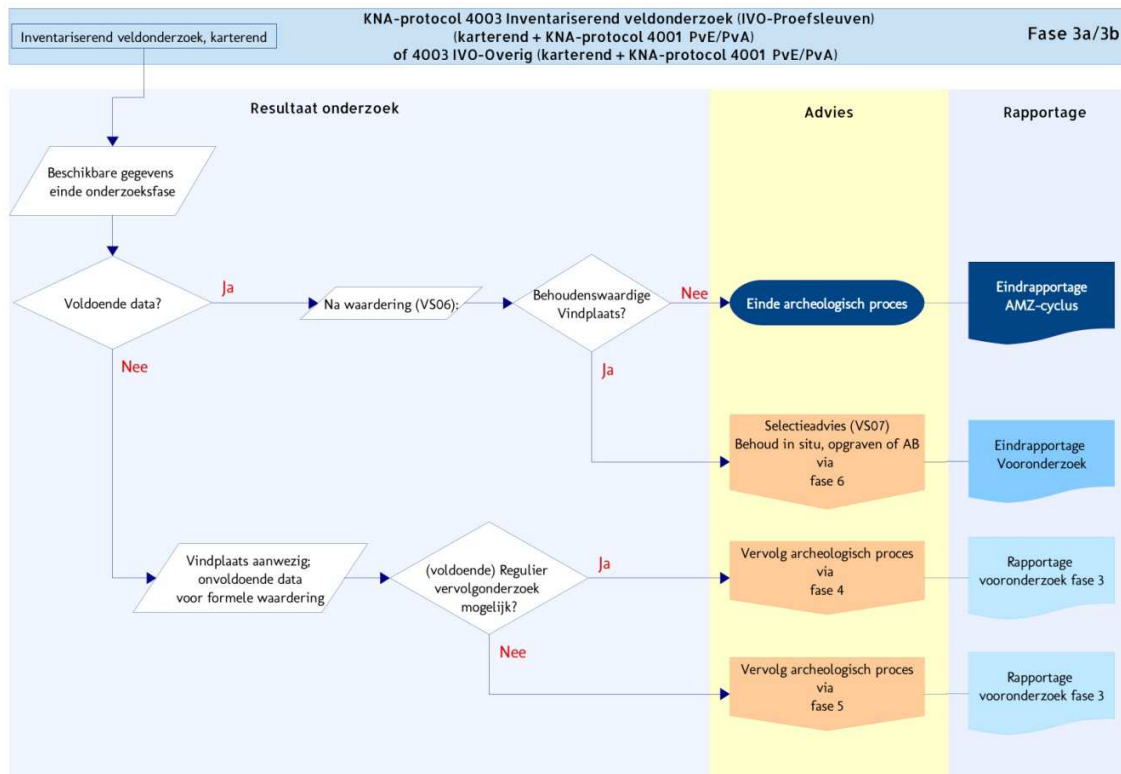 KNA-protocol 4003 Inventariserend veldonderzoek (IVO-Proefsleuven)
(karterend + KNA-protocol 4001 PvE/PvA)
of 4003 IVO-Overig (karterend + KNA-protocol 4001 PvE/PvA)
Fase 3a/3b
Inventariserend veldonderzoek, karterend
Resultaat onderzoek
Advies
Rapportage
Beschikbare gegevens
einde onderzoeksfase
Voldoende data?
Ja
Na waardering (VS06):
Behoudenswaardige
Vindplaats?
Nee
Einde archeologisch proces
Eindrapportage
AMZ-cyclus
Nee
Ja
Selectieadvies (VS07)
Behoud in situ, opgraven of AB
via
fase 6
Eindrapportage
Vooronderzoek
Vindplaats aanwezig;
onvoldoende data
voor formele waardering
(voldoende) Regulier
vervolgonderzoek
mogelijk?
Ja
Vervolg archeologisch proces
via
fase 4
Rapportage
vooronderzoek fase 3
Nee
Vervolg archeologisch proces
via
fase 5
Rapportage
vooronderzoek fase 3